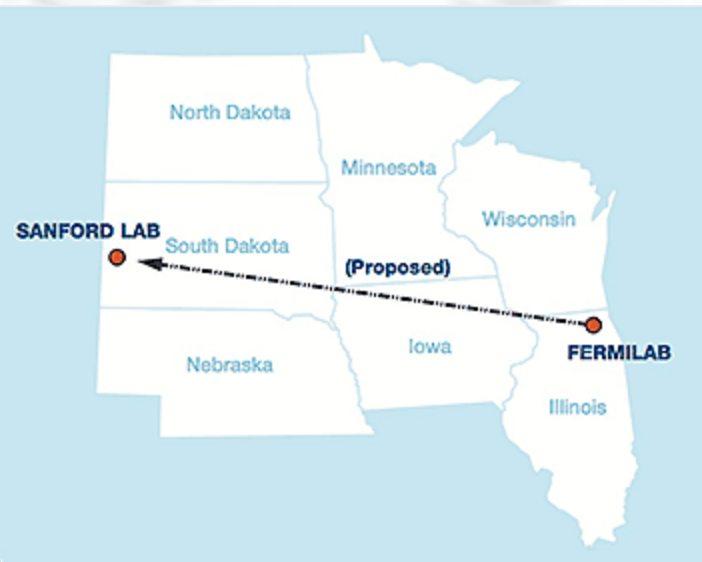 North Dakota
Minnesota
Wisconsin
SANFORD LAB
South Dakota
(Proposed)
Iowa
FERMILAB
Nebraska
Illinois